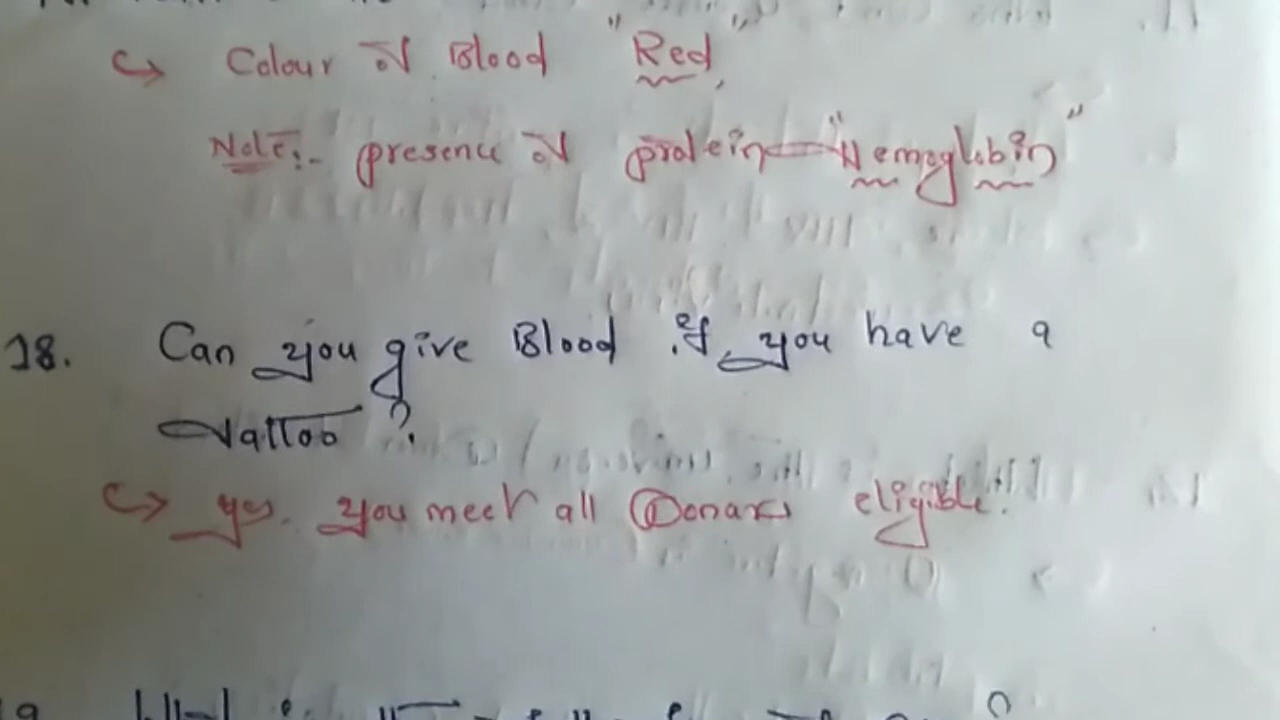 ↪ Colour of Blood "Red"
Note:- presence of protein — "Hemoglobin"
18. Can you give Blood if you have a
Tattoo?
↪ yes. you meet all Donars eligible.